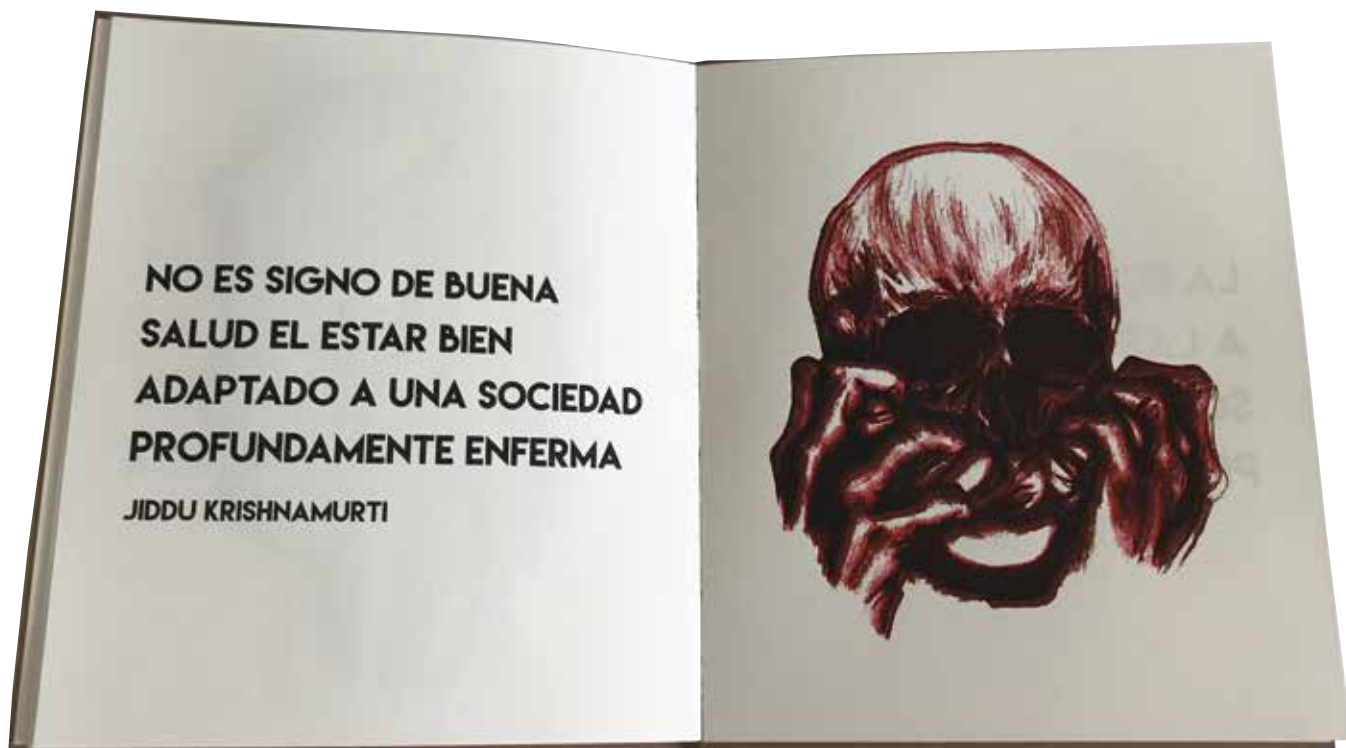 NO ES SIGNO DE BUENA
SALUD EL ESTAR BIEN
ADAPTADO A UNA SOCIEDAD
PROFUNDAMENTE ENFERMA
JIDDU KRISHNAMURTI